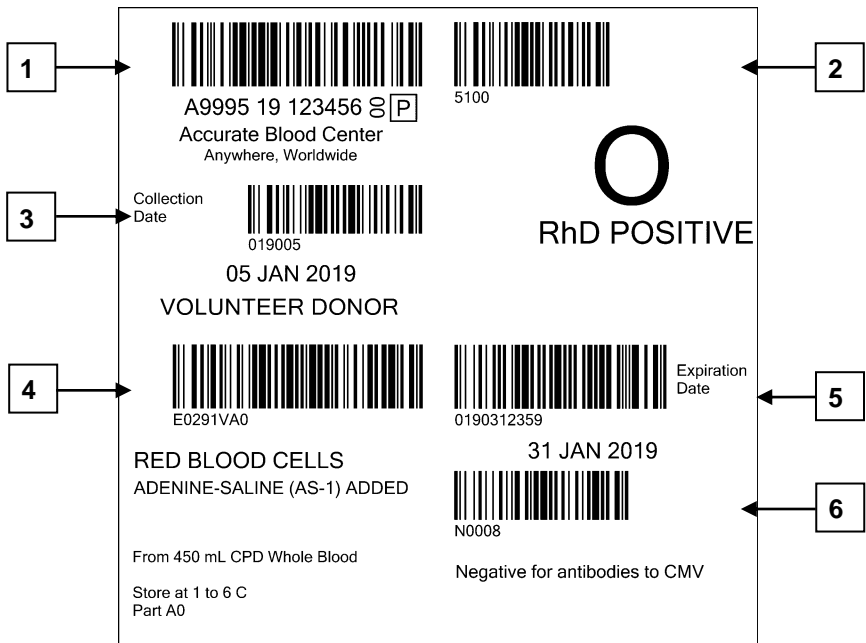 1
A9995 19 123456 00 P
Accurate Blood Center
Anywhere, Worldwide
2
5100
O
RhD POSITIVE
3
Collection
Date
019005
05 JAN 2019
VOLUNTEER DONOR
4
E0291VA0
RED BLOOD CELLS
ADENINE-SALINE (AS-1) ADDED
From 450 mL CPD Whole Blood
Store at 1 to 6 C
Part A0
5
Expiration
Date
0190312359
31 JAN 2019
6
N0008
Negative for antibodies to CMV